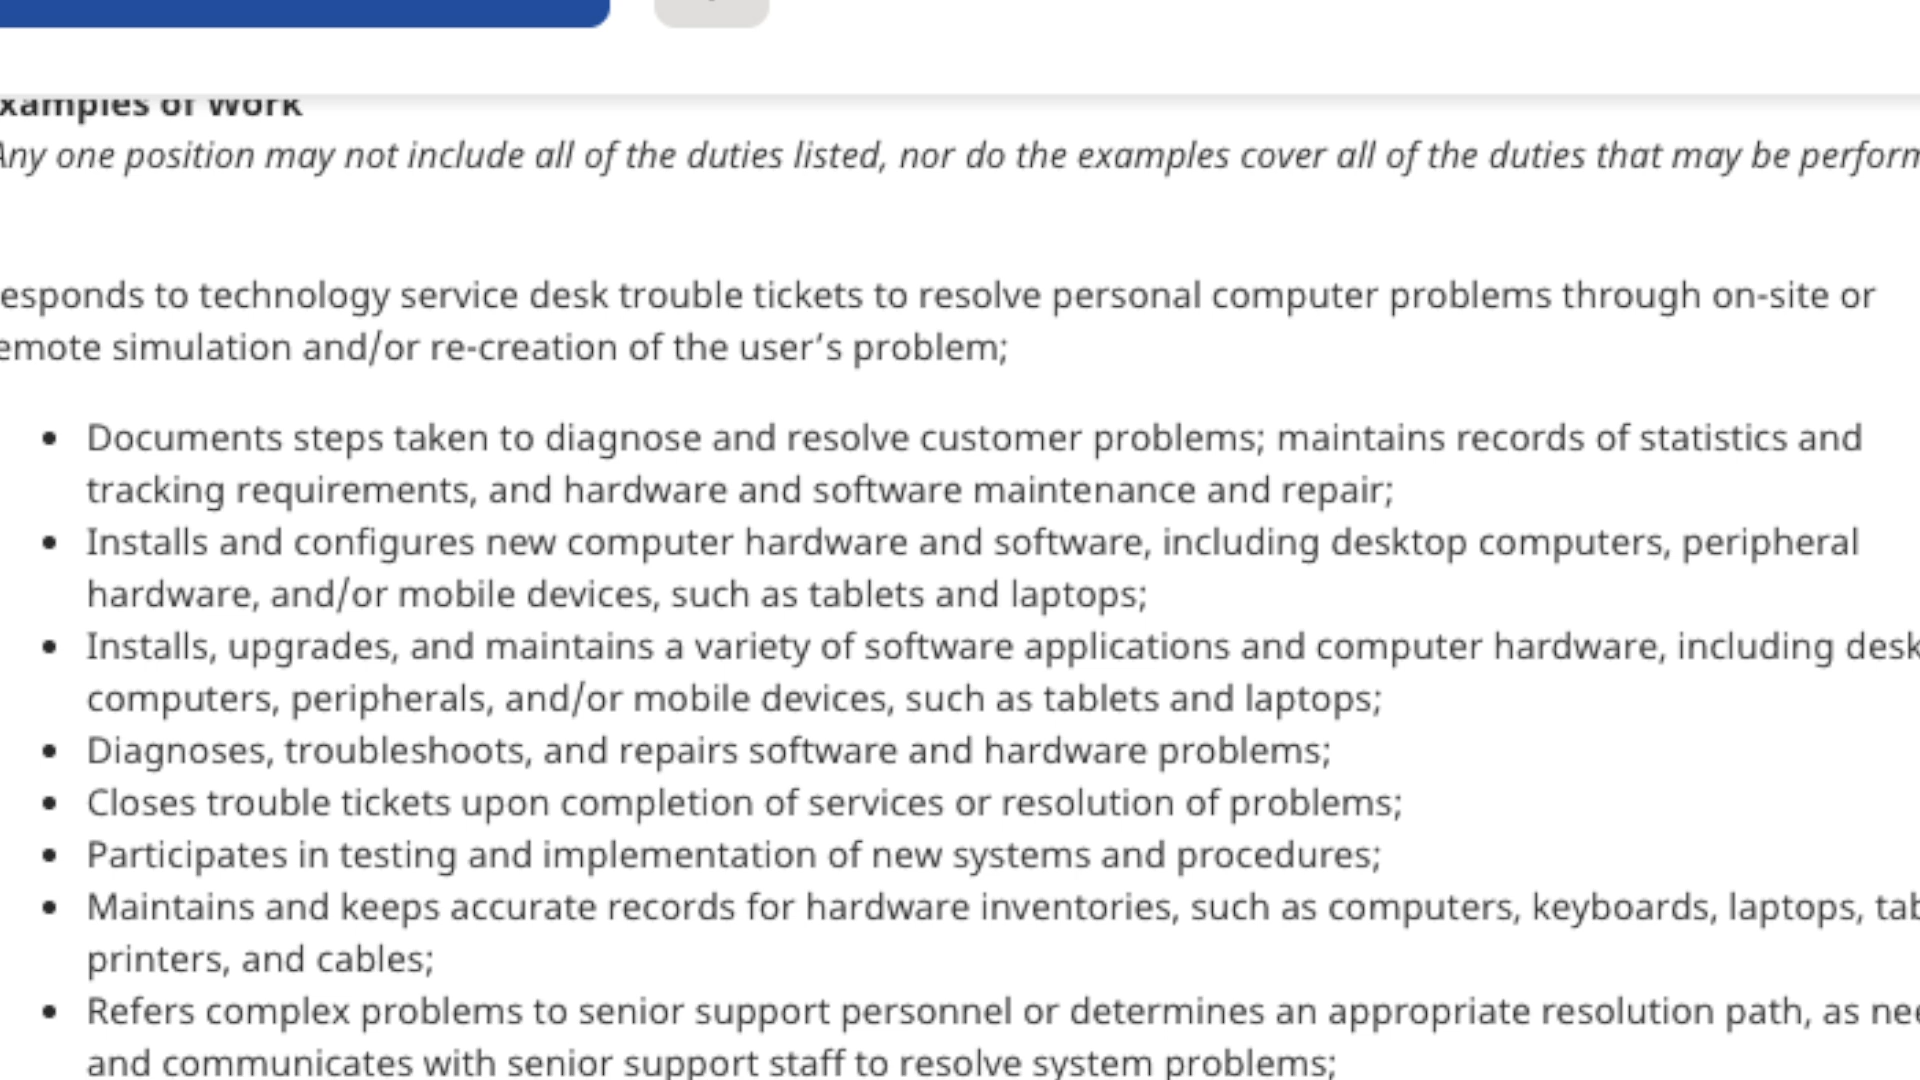 xamples of Work
Any one position may not include all of the duties listed, nor do the examples cover all of the duties that may be perform
esponds to technology service desk trouble tickets to resolve personal computer problems through on-site or
emote simulation and/or re-creation of the user’s problem;
• Documents steps taken to diagnose and resolve customer problems; maintains records of statistics and
tracking requirements, and hardware and software maintenance and repair;
• Installs and configures new computer hardware and software, including desktop computers, peripheral
hardware, and/or mobile devices, such as tablets and laptops;
• Installs, upgrades, and maintains a variety of software applications and computer hardware, including desk
computers, peripherals, and/or mobile devices, such as tablets and laptops;
• Diagnoses, troubleshoots, and repairs software and hardware problems;
• Closes trouble tickets upon completion of services or resolution of problems;
• Participates in testing and implementation of new systems and procedures;
• Maintains and keeps accurate records for hardware inventories, such as computers, keyboards, laptops, tab
printers, and cables;
• Refers complex problems to senior support personnel or determines an appropriate resolution path, as nee
and communicates with senior support staff to resolve system problems;